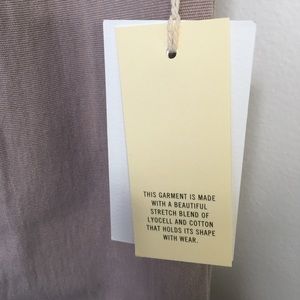 THIS GARMENT IS MADE
WITH A BEAUTIFUL
STRETCH BLEND OF
LYOCELL AND COTTON
THAT HOLDS ITS SHAPE
WITH WEAR.